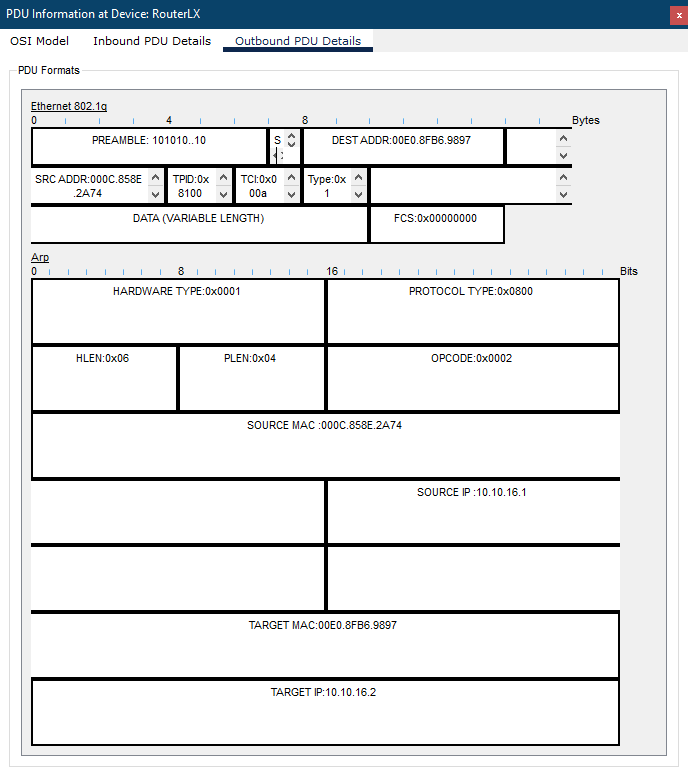 PDU Information at Device: RouterLX
x
OSI Model Inbound PDU Details Outbound PDU Details
PDU Formats
Ethernet 802.1q
0 4 8 Bytes
PREAMBLE: 101010..10 S DEST ADDR:00E0.8FB6.9897
SRC ADDR:000C.858E
.2A74
TPID:0x
8100
TCI:0x0
00a
Type:0x
1
DATA (VARIABLE LENGTH) FCS:0x00000000
Arp
0 8 16 Bits
HARDWARE TYPE:0x0001 PROTOCOL TYPE:0x0800
HLEN:0x06 PLEN:0x04 OPCODE:0x0002
SOURCE MAC :000C.858E.2A74
SOURCE IP :10.10.16.1
TARGET MAC:00E0.8FB6.9897
TARGET IP:10.10.16.2